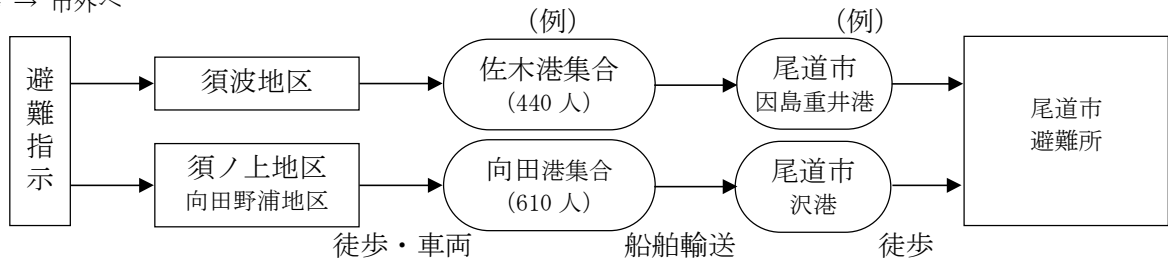 → 市外へ
(例)
(例)
避難指示
須波地区
佐木港集合
(440 人)
尾道市
因島重井港
尾道市
避難所
須ノ上地区
向田野浦地区
向田港集合
(610 人)
尾道市
沢港
徒歩・車両
船舶輸送
徒歩